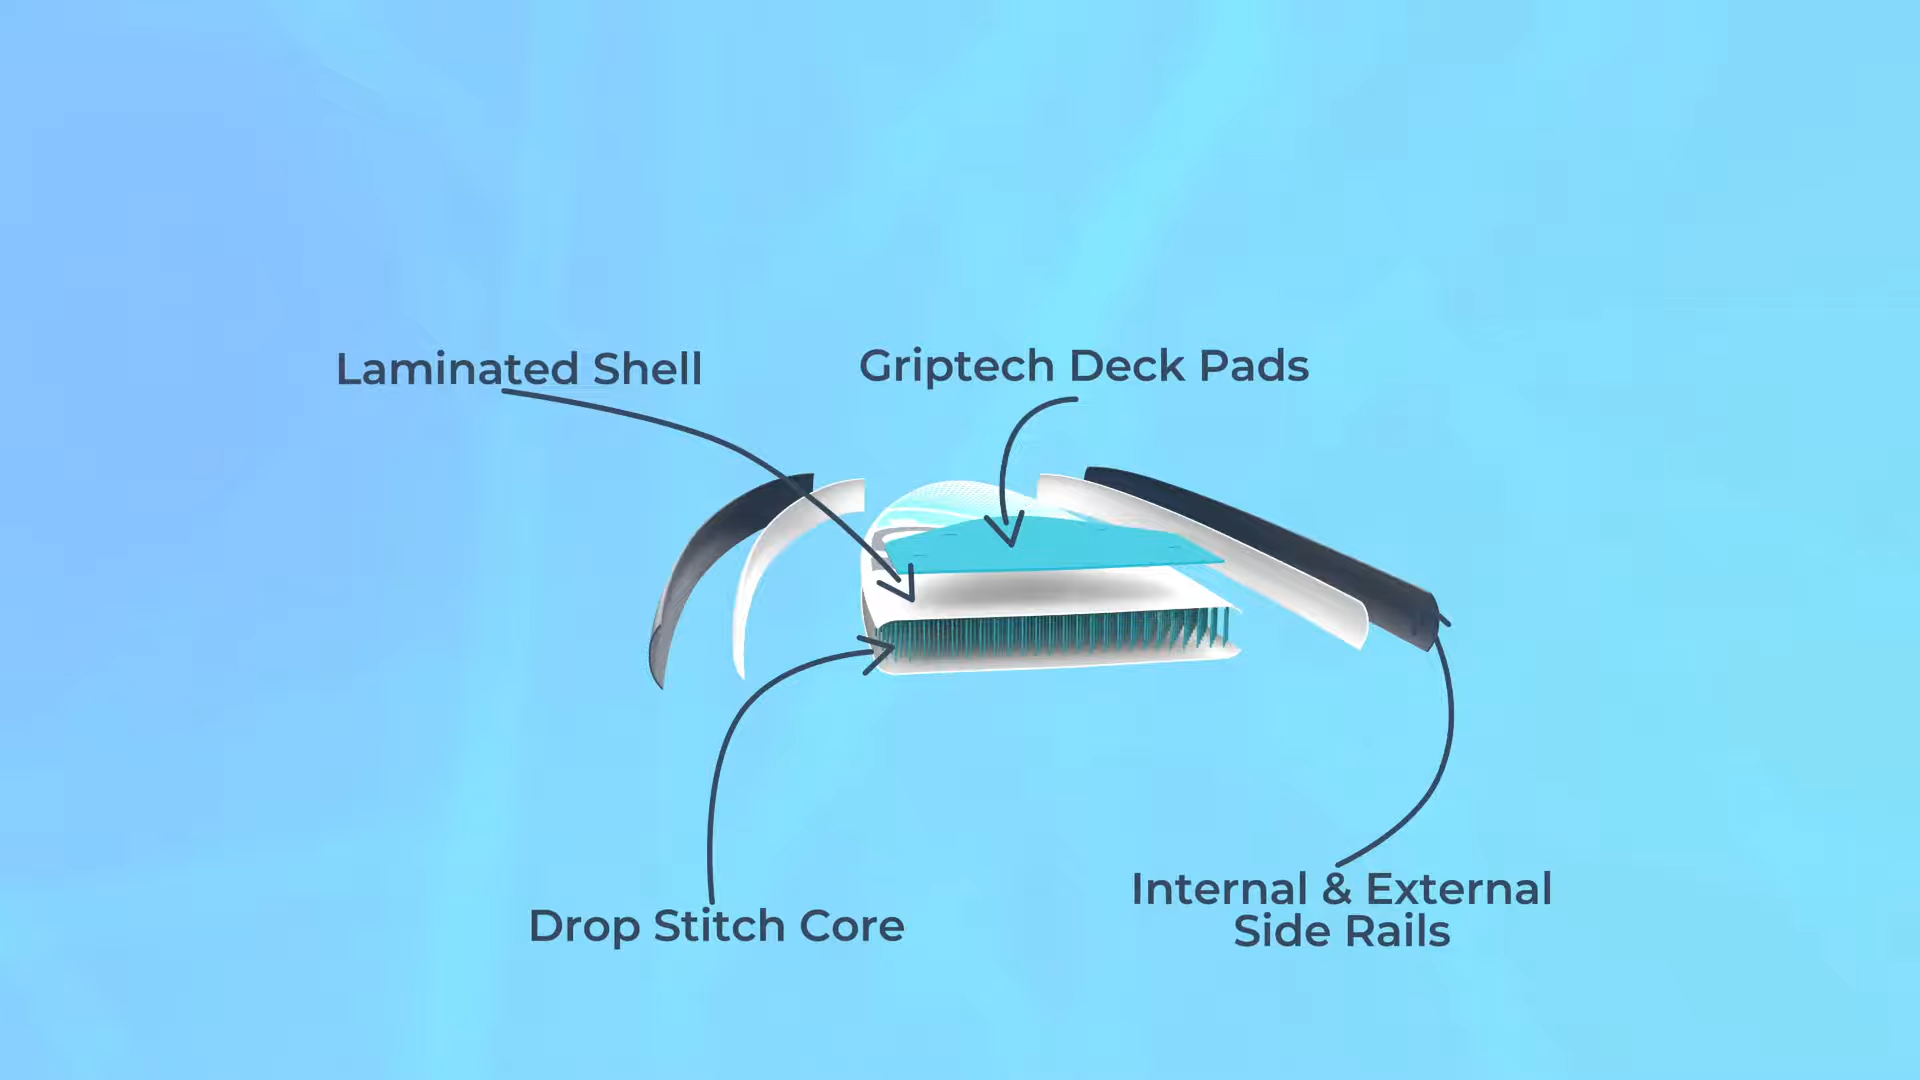 Laminated Shell
Griptech Deck Pads
Drop Stitch Core
Internal & External
Side Rails